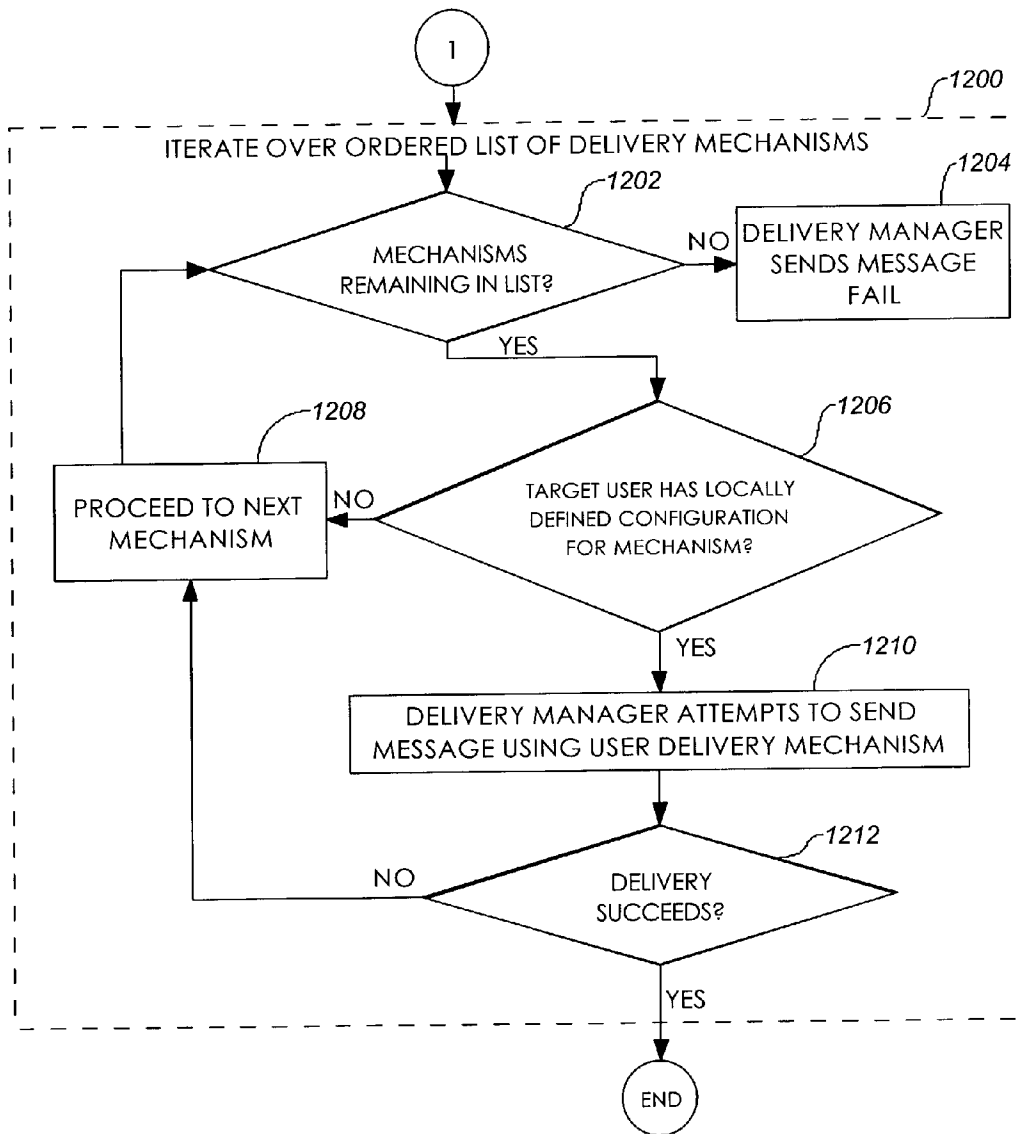 1
1200
ITERATE OVER ORDERED LIST OF DELIVERY MECHANISMS
1202
1204
MECHANISMS
REMAINING IN LIST?
NO
DELIVERY MANAGER
SENDS MESSAGE
FAIL
YES
1208
1206
PROCEED TO NEXT
MECHANISM
NO
TARGET USER HAS LOCALLY
DEFINED CONFIGURATION
FOR MECHANISM?
YES
1210
DELIVERY MANAGER ATTEMPTS TO SEND
MESSAGE USING USER DELIVERY MECHANISM
1212
NO
DELIVERY
SUCCEEDS?
YES
END